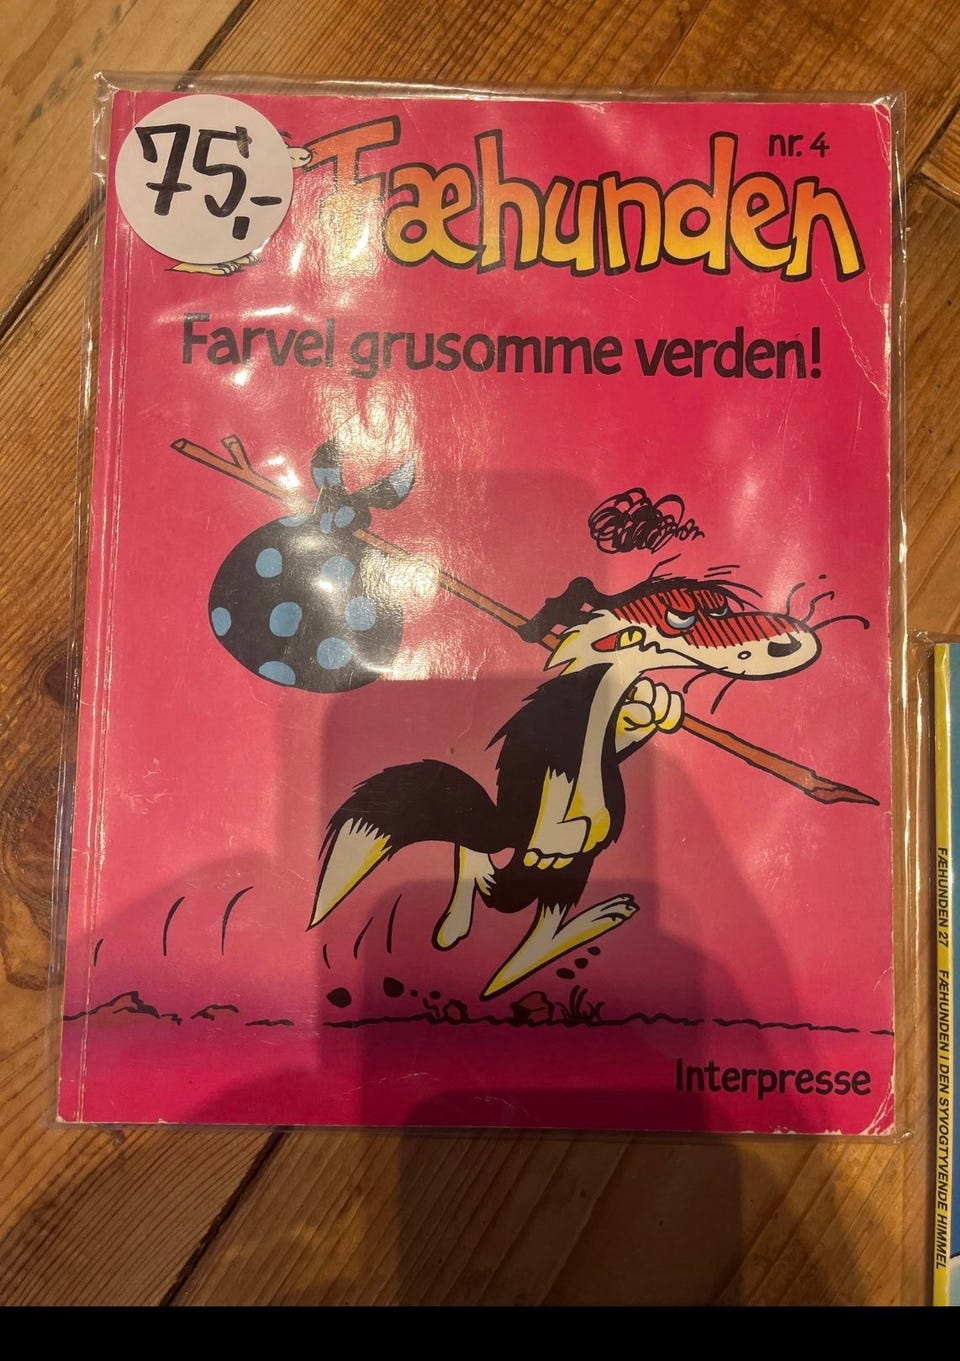 75,-
Fæhunden
nr. 4
Farvel grusomme verden!
Interpresse
FÆHUNDEN 27 FÆHUNDEN I DEN SYVOGTYVENDE HIMMEL